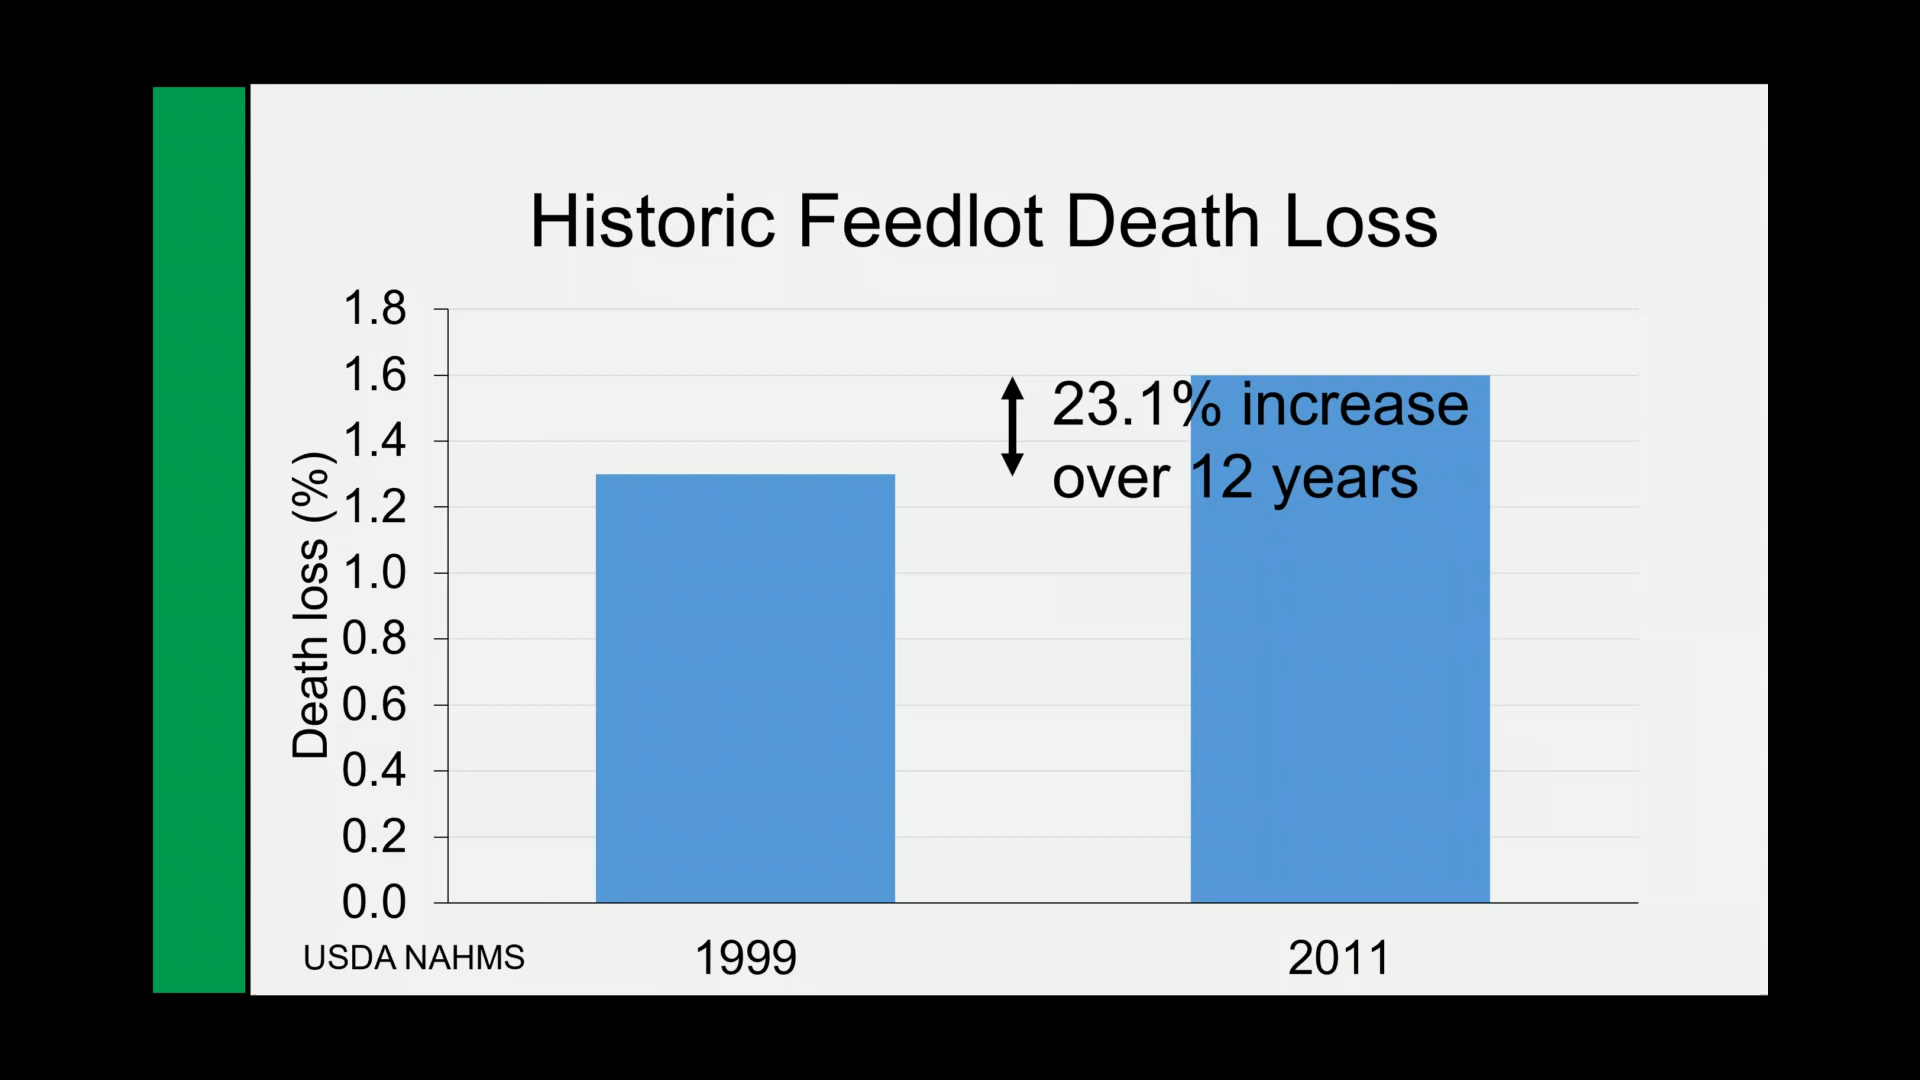 Historic Feedlot Death Loss
1.8
1.6
1.4
1.2
1.0
0.8
0.6
0.4
0.2
0.0
Death loss (%)
23.1% increase
over 12 years
1999
2011
USDA NAHMS